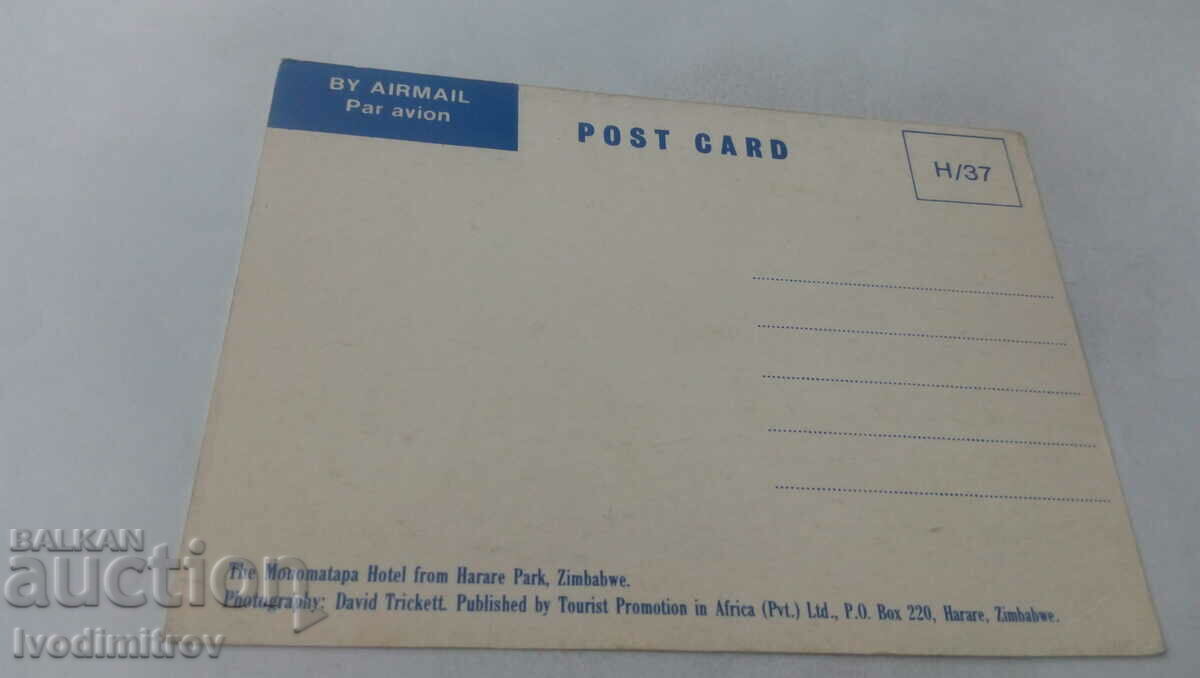 BY AIRMAIL
Par avion
POST CARD
H/37
The Monomatapa Hotel from Harare Park, Zimbabwe.
Photography: David Trickett. Published by Tourist Promotion in Africa (Pvt.) Ltd., P.O. Box 220, Harare, Zimbabwe.
BALKAN
auction
Ivodimitrov